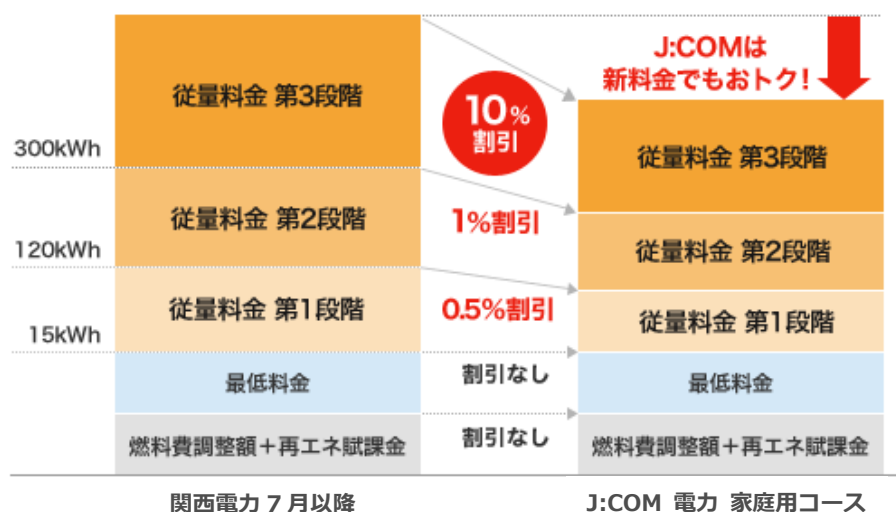 J:COMは
新料金でもおトク!
従量料金 第3段階
10%
割引
300kWh
従量料金 第3段階
従量料金 第2段階
1%割引
120kWh
従量料金 第2段階
従量料金 第1段階
0.5%割引
15kWh
従量料金 第1段階
最低料金
割引なし
最低料金
燃料費調整額+再エネ賦課金
割引なし
燃料費調整額+再エネ賦課金
関西電力 7 月以降
J:COM 電力 家庭用コース